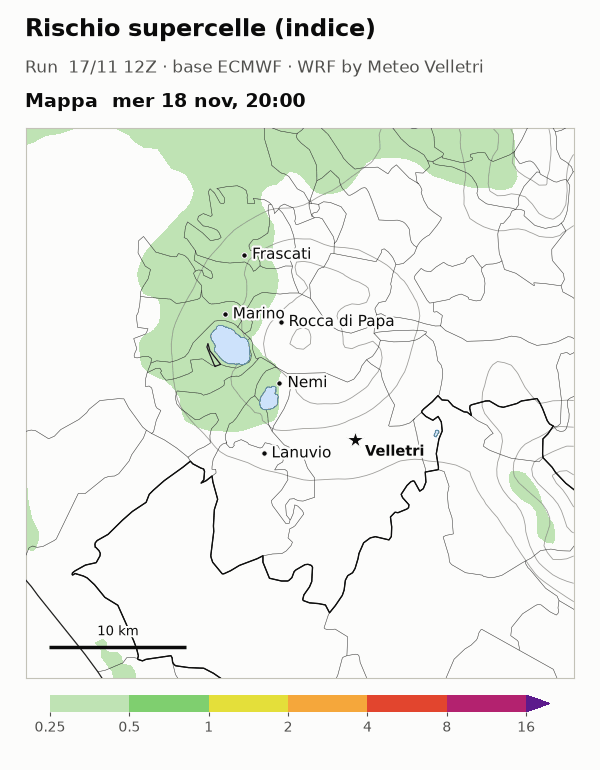 Rischio supercelle (indice)
Run  17/11 12Z · base ECMWF · WRF by Meteo Velletri
Mappa  mer 18 nov, 20:00
Frascati
Marino
Rocca di Papa
Nemi
Velletri
Lanuvio
10 km
0.25 0.5 1 2 4 8 16